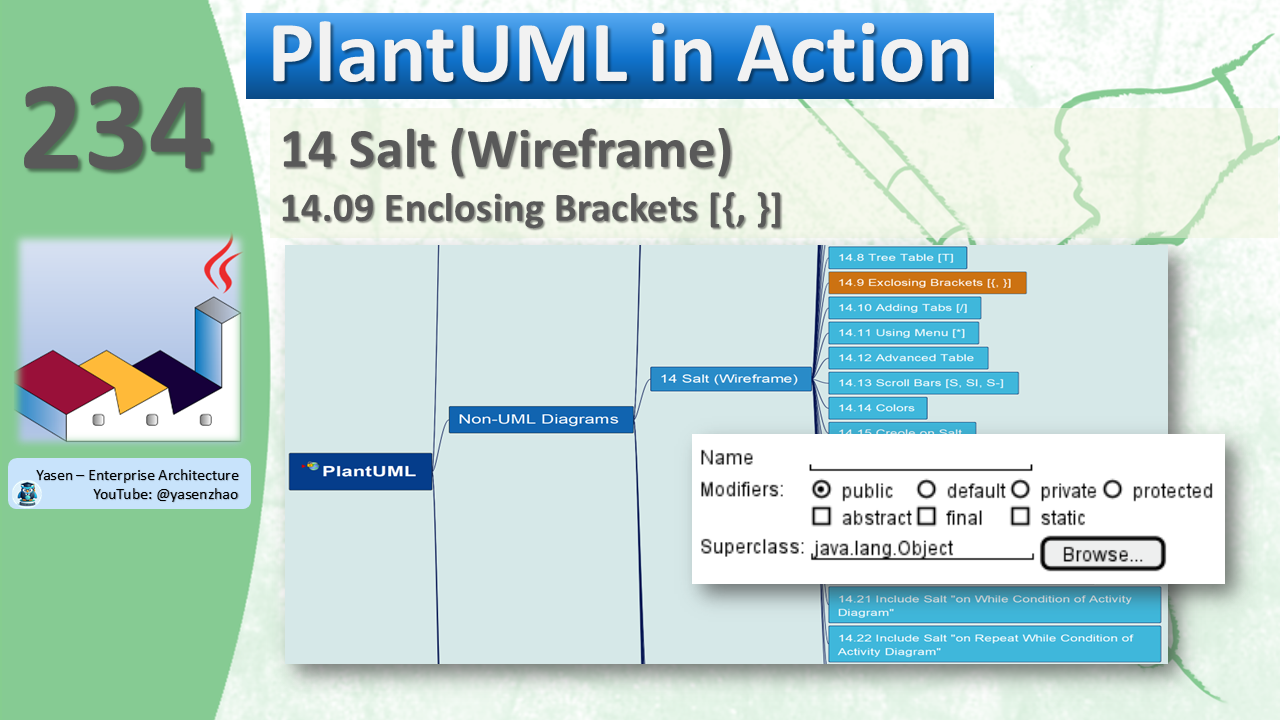 PlantUML in Action
234
14 Salt (Wireframe)
14.09 Enclosing Brackets [{, }]
14.8 Tree Table [T]
14.9 Exclosing Brackets [{, }]
14.10 Adding Tabs [/]
14.11 Using Menu [*]
14.12 Advanced Table
14 Salt (Wireframe)
14.13 Scroll Bars [S, SI, S-]
14.14 Colors
14.15 Creole on Salt
Non-UML Diagrams
PlantUML
Name
Modifiers: public default private protected
abstract final static
Superclass: java.lang.Object Browse...
14.21 Include Salt "on While Condition of Activity
Diagram"
14.22 Include Salt "on Repeat While Condition of
Activity Diagram"
Yasen – Enterprise Architecture
YouTube: @yasenzhao